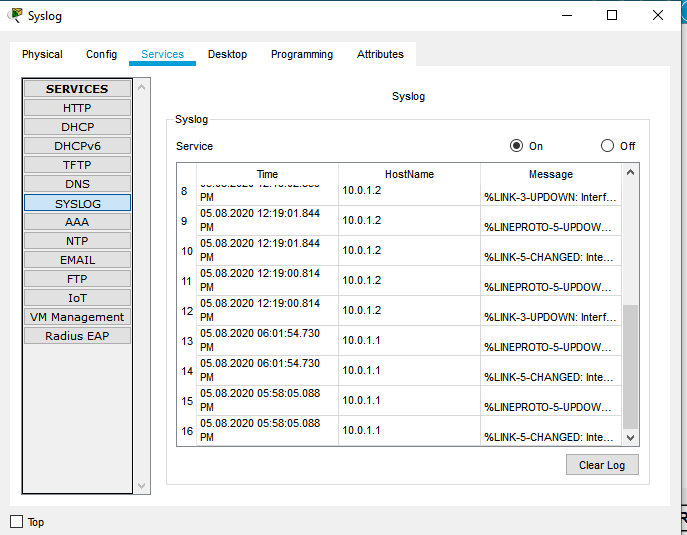 Syslog
Physical Config Services Desktop Programming Attributes
SERVICES
HTTP
DHCP
DHCPv6
TFTP
DNS
SYSLOG
AAA
NTP
EMAIL
FTP
IoT
VM Management
Radius EAP
Syslog
Syslog
Service On Off
Time HostName Message
8 PM 10.0.1.2 %LINK-3-UPDOWN: Interf...
9 05.08.2020 12:19:01.844 PM 10.0.1.2 %LINEPROTO-5-UPDOW...
10 05.08.2020 12:19:01.844 PM 10.0.1.2 %LINK-5-CHANGED: Inte...
11 05.08.2020 12:19:00.814 PM 10.0.1.2 %LINEPROTO-5-UPDOW...
12 05.08.2020 12:19:00.814 PM 10.0.1.2 %LINK-3-UPDOWN: Interf...
13 05.08.2020 06:01:54.730 PM 10.0.1.1 %LINEPROTO-5-UPDOW...
14 05.08.2020 06:01:54.730 PM 10.0.1.1 %LINK-5-CHANGED: Inte...
15 05.08.2020 05:58:05.088 PM 10.0.1.1 %LINEPROTO-5-UPDOW...
16 05.08.2020 05:58:05.088 PM 10.0.1.1 %LINK-5-CHANGED: Inte...
Clear Log
Top